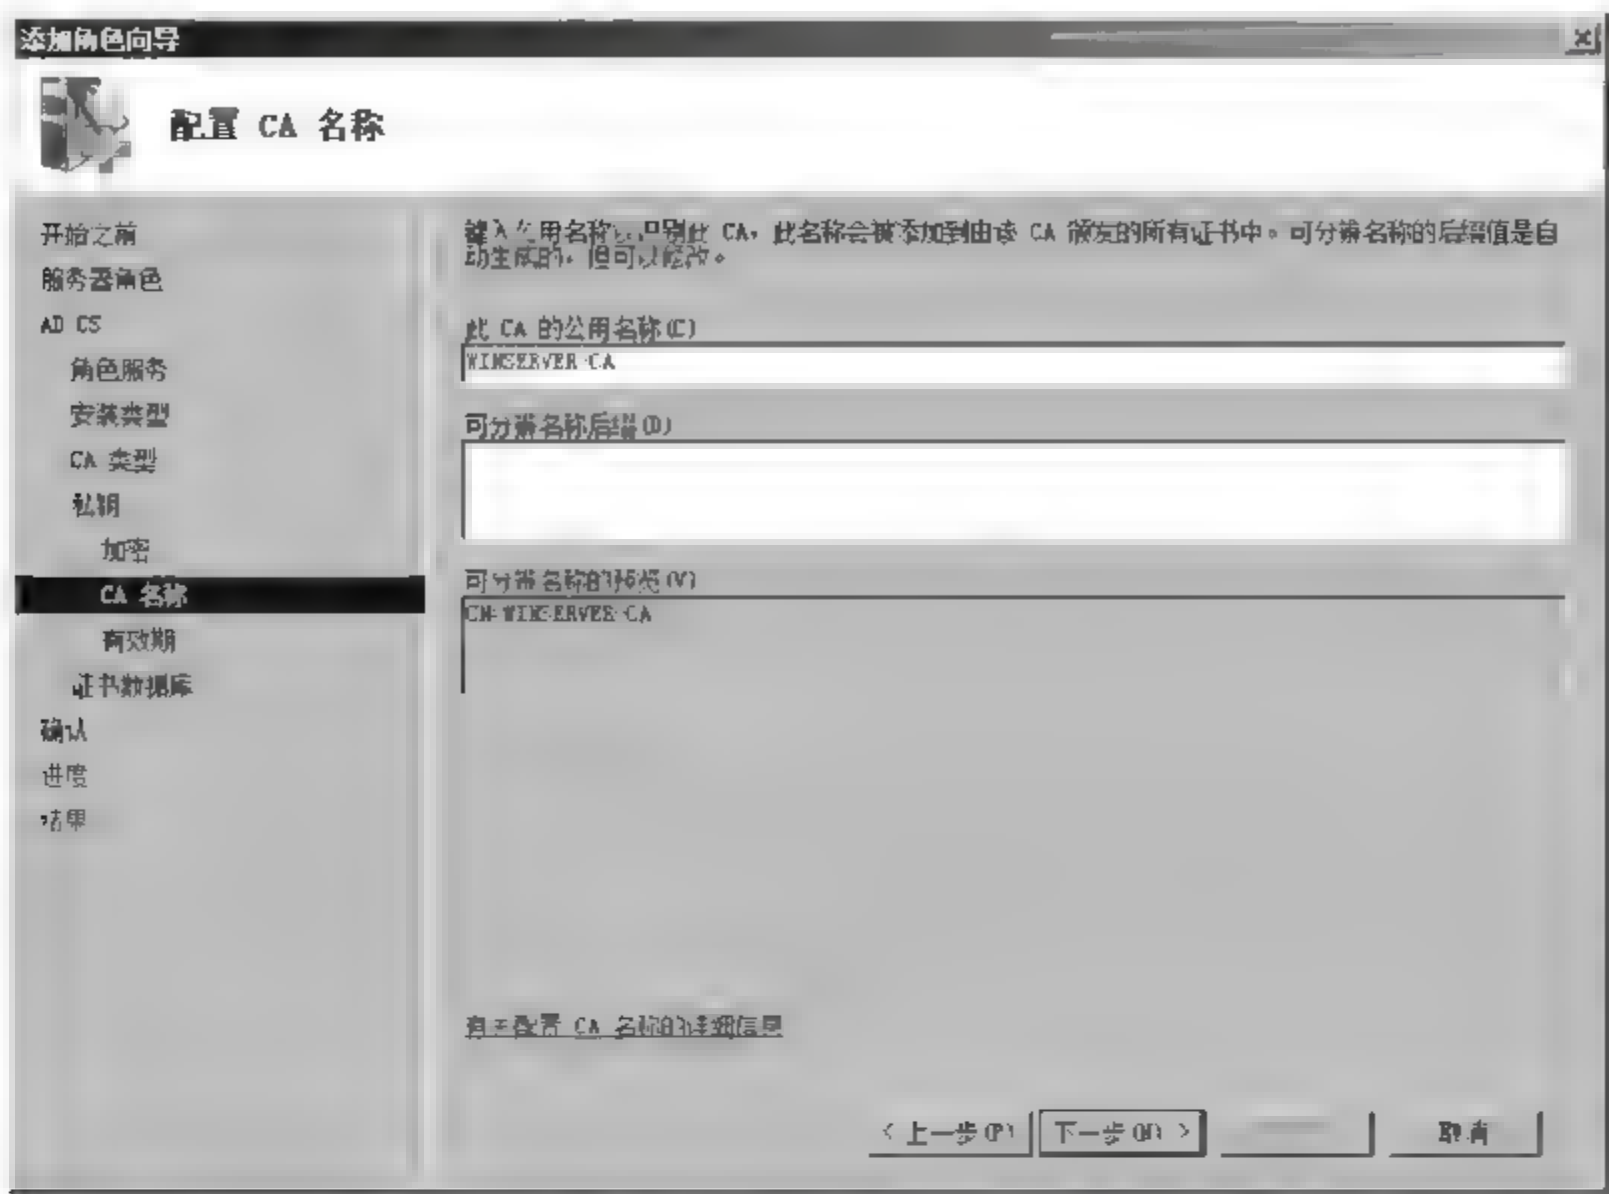 添加角色向导
配置 CA 名称
开始之前
服务器角色
AD CS
角色服务
安装类型
CA 类型
私钥
加密
CA 名称
有效期
证书数据库
确认
进度
结果
键入公用名称以识别此 CA。此名称会被添加到由该 CA 颁发的所有证书中。可分辨名称的后缀值是自
动生成的，但可以修改。
此 CA 的公用名称(C)
WINSERVER-CA
可分辨名称后缀(D)
可分辨名称的预览(V)
CN=WINSERVER-CA
有关配置 CA 名称的详细信息
< 上一步(P)
下一步(N) >
取消